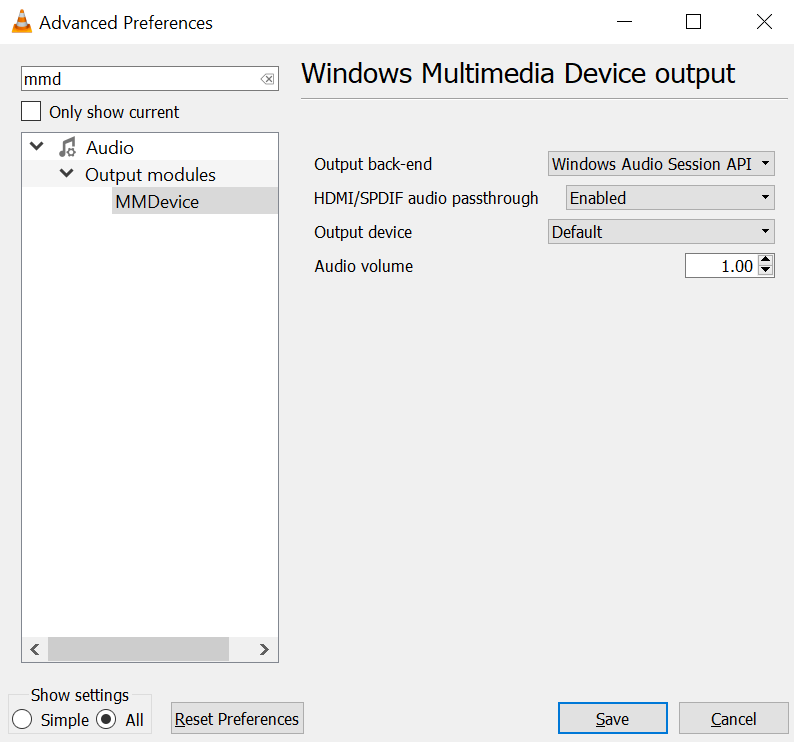 Advanced Preferences
mmd
Only show current
Audio
Output modules
MMDevice
Windows Multimedia Device output
Output back-end
Windows Audio Session API
HDMI/SPDIF audio passthrough
Enabled
Output device
Default
Audio volume
1.00
Show settings
Simple
All
Reset Preferences
Save
Cancel